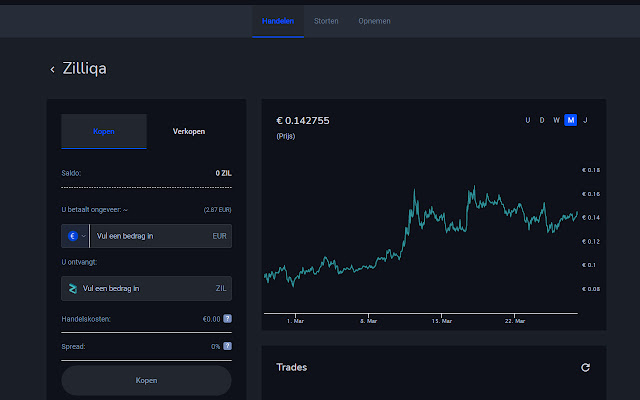 Handelen Storten Opnemen
Zilliqa
Kopen Verkopen
Saldo: 0 ZIL
U betaalt ongeveer: ~ (2.87 EUR)
€ Vul een bedrag in EUR
U ontvangt:
Vul een bedrag in ZIL
Handelskosten: €0.00 ?
Spread: 0% ?
Kopen
€ 0.142755
(Prijs)
U D W M J
€ 0.18
€ 0.16
€ 0.14
€ 0.12
€ 0.1
€ 0.08
1. Mar 8. Mar 15. Mar 22. Mar
Trades